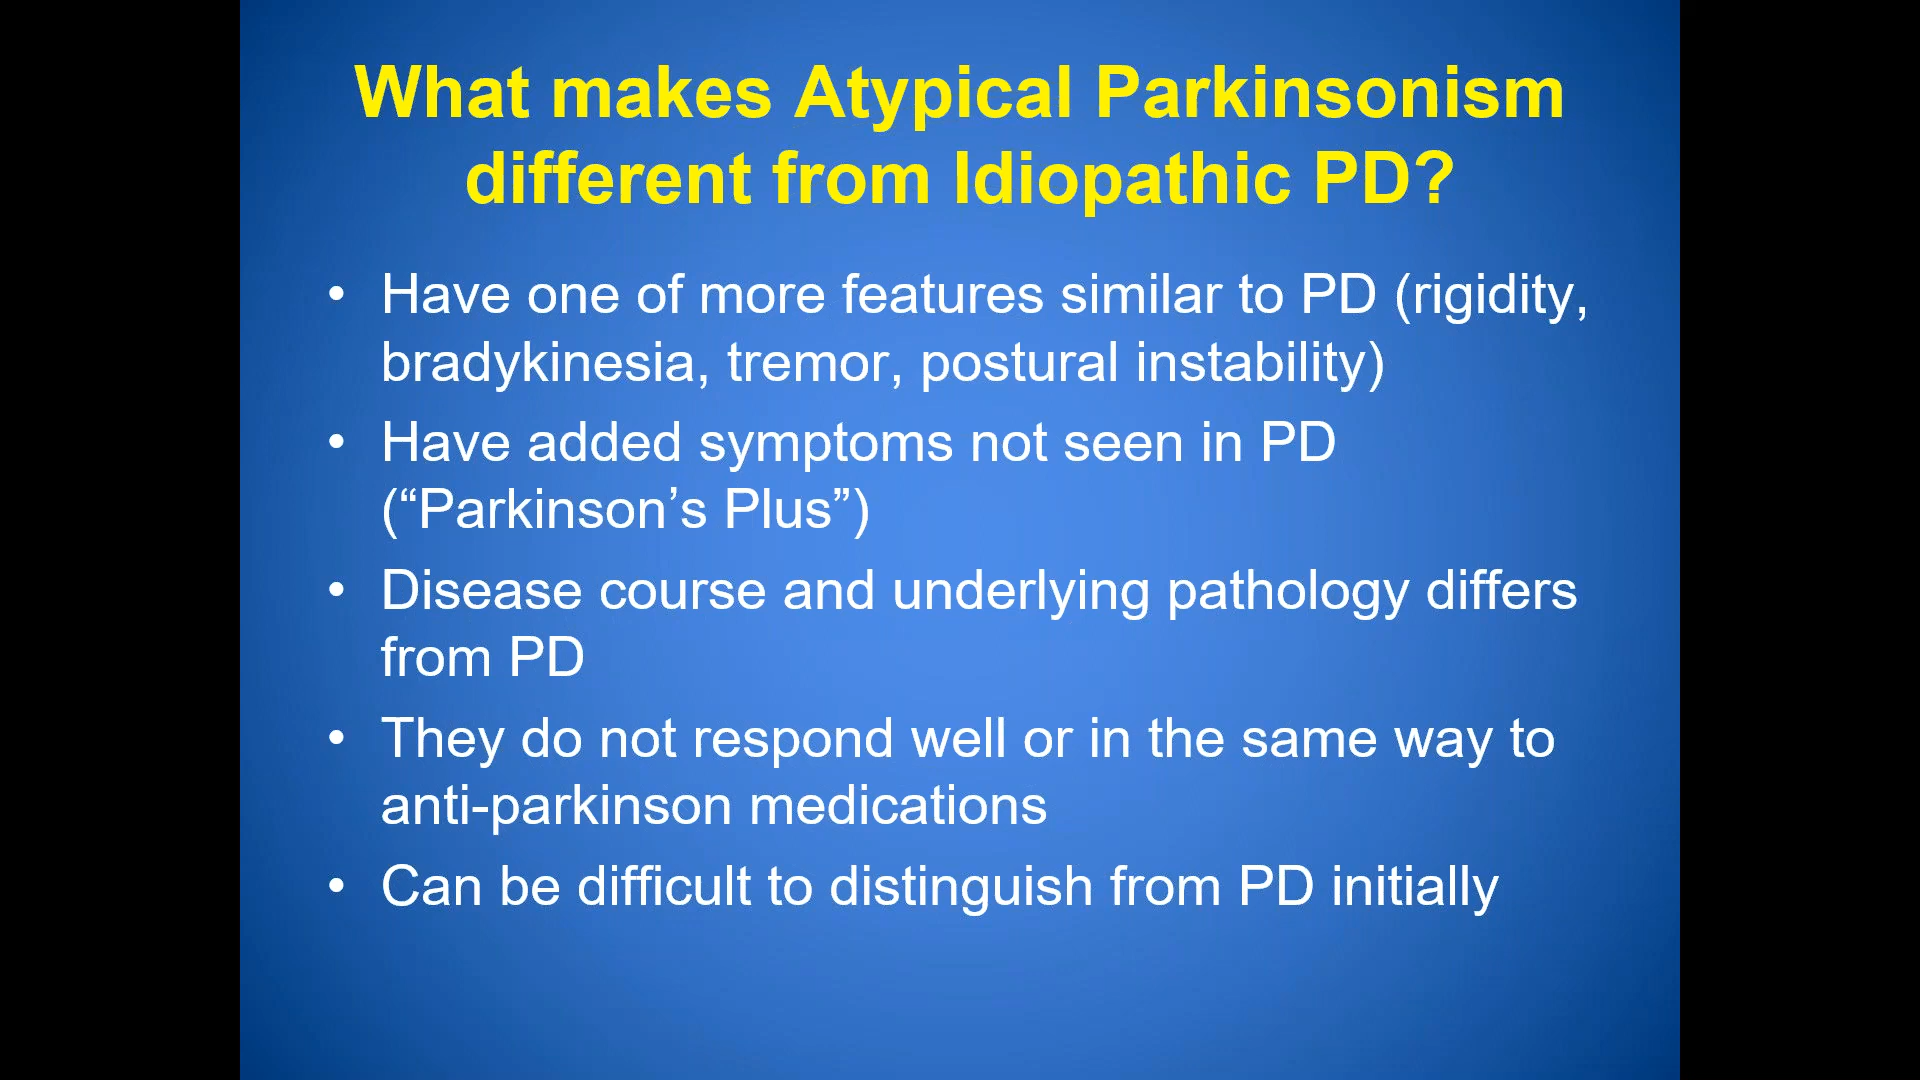 What makes Atypical Parkinsonism
different from Idiopathic PD?
• Have one of more features similar to PD (rigidity,
bradykinesia, tremor, postural instability)
• Have added symptoms not seen in PD
(“Parkinson’s Plus”)
• Disease course and underlying pathology differs
from PD
• They do not respond well or in the same way to
anti-parkinson medications
• Can be difficult to distinguish from PD initially